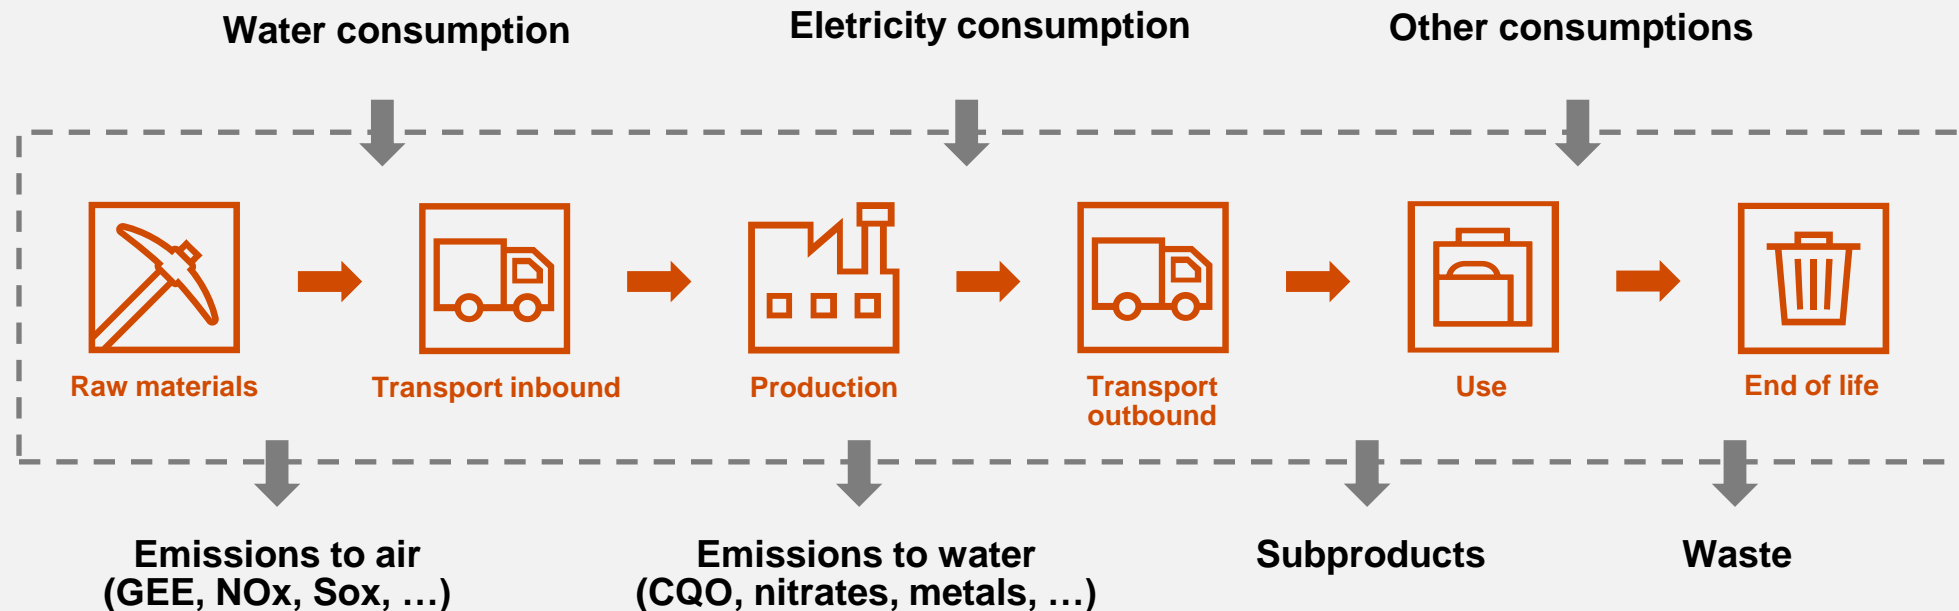 Water consumption
Eletricity consumption
Other consumptions
Raw materials
Transport inbound
Production
Transport
outbound
Use
End of life
Emissions to air
(GEE, NOx, Sox, …)
Emissions to water
(CQO, nitrates, metals, …)
Subproducts
Waste